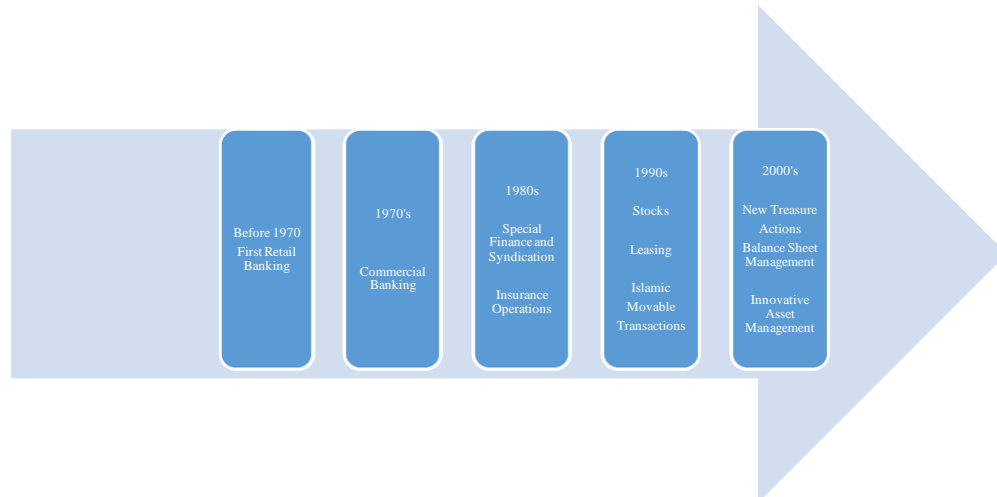 Before 1970
First Retail
Banking
1970's
Commercial
Banking
1980s
Special
Finance and
Syndication
Insurance
Operations
1990s
Stocks
Leasing
Islamic
Movable
Transactions
2000's
New Treasure
Actions
Balance Sheet
Management
Innovative
Asset
Management